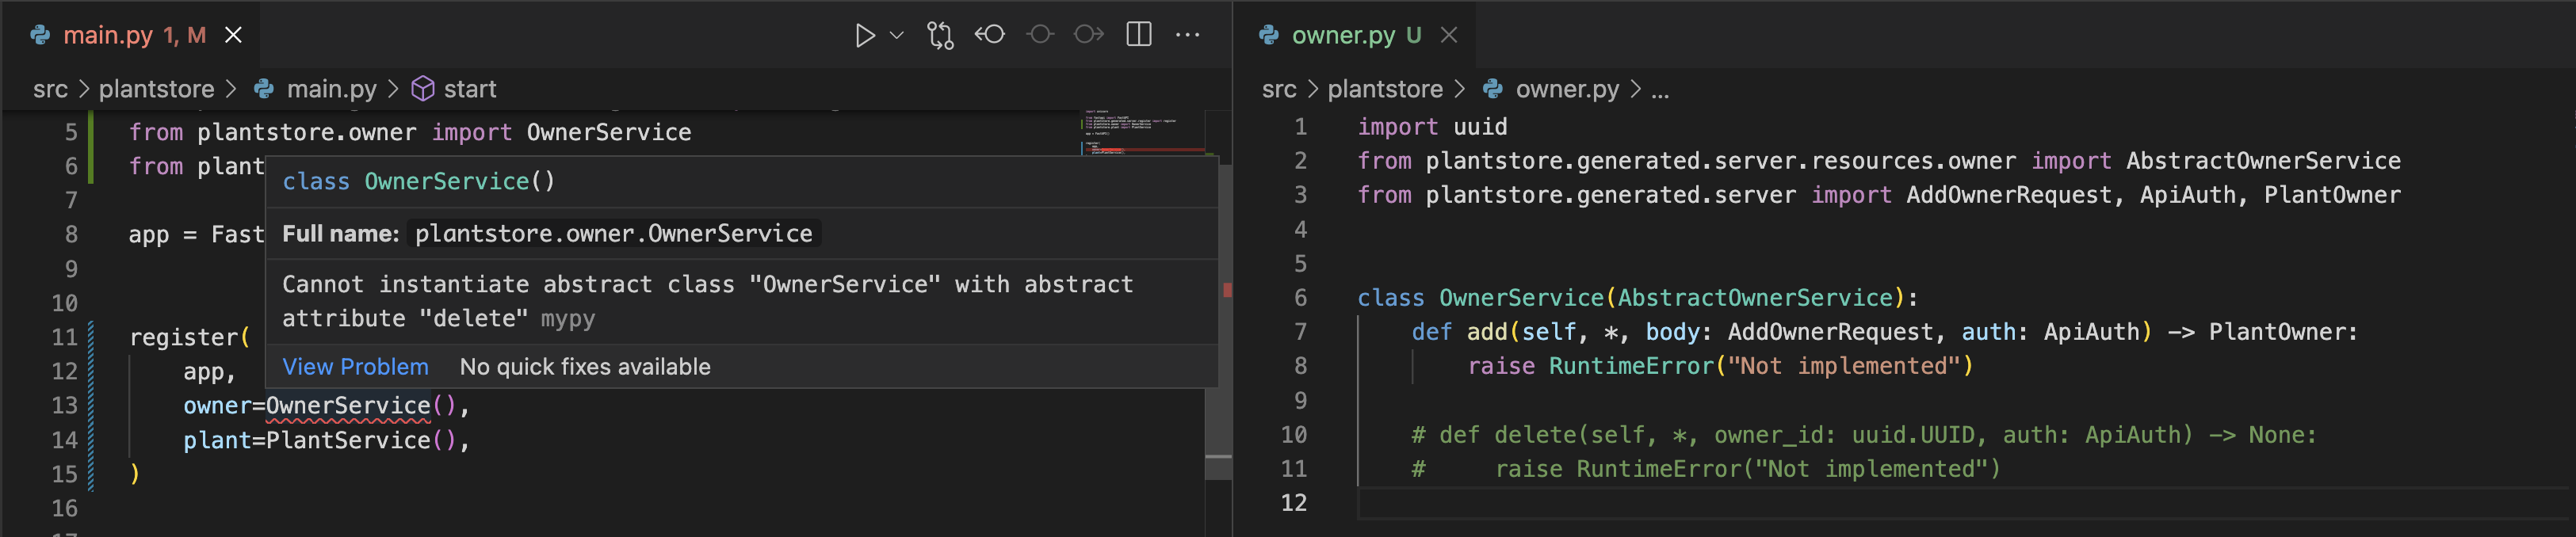 main.py 1, M
src > plantstore > main.py > start
5 from plantstore.owner import OwnerService
6 from plant
7
8 app = Fast
9
10
11 register(
12 app,
13 owner=OwnerService(),
14 plant=PlantService(),
15 )
16
17
class OwnerService()
Full name: plantstore.owner.OwnerService
Cannot instantiate abstract class "OwnerService" with abstract
attribute "delete" mypy
View Problem No quick fixes available
owner.py U
src > plantstore > owner.py > ...
1 import uuid
2 from plantstore.generated.server.resources.owner import AbstractOwnerService
3 from plantstore.generated.server import AddOwnerRequest, ApiAuth, PlantOwner
4
5
6 class OwnerService(AbstractOwnerService):
7 def add(self, *, body: AddOwnerRequest, auth: ApiAuth) -> PlantOwner:
8 raise RuntimeError("Not implemented")
9
10 # def delete(self, *, owner_id: uuid.UUID, auth: ApiAuth) -> None:
11 # raise RuntimeError("Not implemented")
12